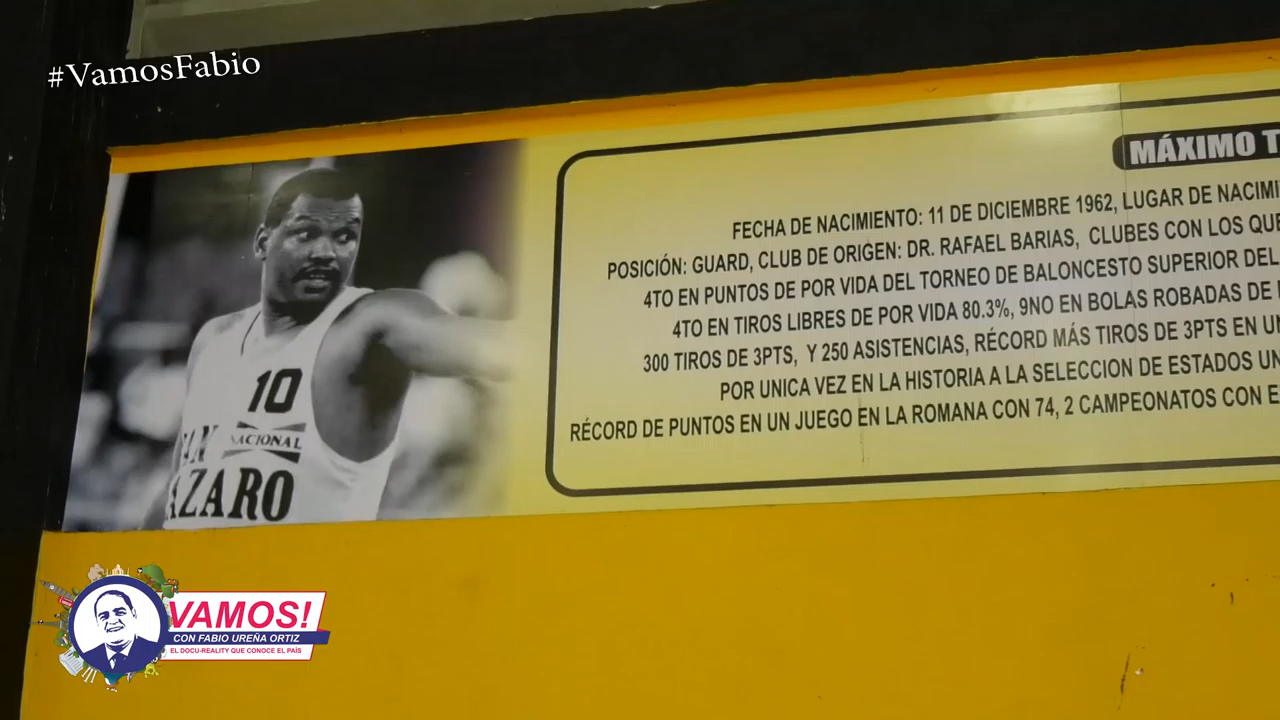 #VamosFabio
MÁXIMO T
FECHA DE NACIMIENTO: 11 DE DICIEMBRE 1962, LUGAR DE NACIMI
POSICIÓN: GUARD, CLUB DE ORIGEN: DR. RAFAEL BARIAS, CLUBES CON LOS QUE
4TO EN PUNTOS DE POR VIDA DEL TORNEO DE BALONCESTO SUPERIOR DEL
4TO EN TIROS LIBRES DE POR VIDA 80.3%, 9NO EN BOLAS ROBADAS DE
300 TIROS DE 3PTS, Y 250 ASISTENCIAS, RÉCORD MÁS TIROS DE 3PTS EN UN
POR UNICA VEZ EN LA HISTORIA A LA SELECCION DE ESTADOS UN
RÉCORD DE PUNTOS EN UN JUEGO EN LA ROMANA CON 74, 2 CAMPEONATOS CON E
10
AN NACIONAL
AZARO
VAMOS!
CON FABIO UREÑA ORTIZ
EL DOCU-REALITY QUE CONOCE EL PAÍS